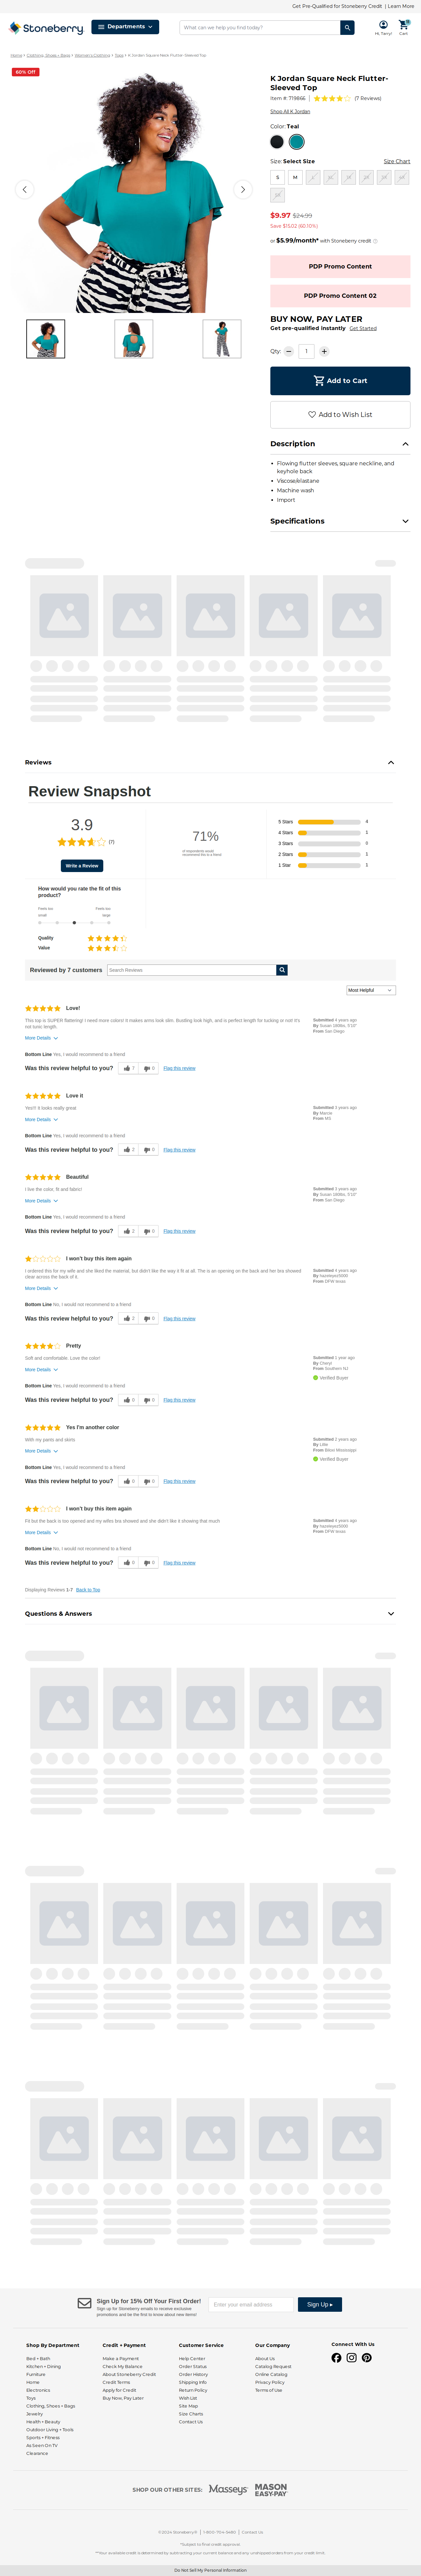 Get Pre-Qualified for Stoneberry Credit | Learn More
Stoneberry
Departments
What can we help you find today?
Hi, Terry!
Cart
Home > Clothing, Shoes + Bags > Women's Clothing > Tops > K Jordan Square Neck Flutter-Sleeved Top
60% Off
K Jordan Square Neck Flutter-Sleeved Top
Item #: 719866
(7 Reviews)
Shop All K Jordan
Color: Teal
Size: Select Size
Size Chart
S M L
$9.97 $24.99
Save $15.02 (60.10%)
or $5.99/month* with Stoneberry credit
PDP Promo Content
PDP Promo Content 02
BUY NOW, PAY LATER
Get pre-qualified instantly Get Started
Qty: 1
Add to Cart
Add to Wish List
Description
Flowing flutter sleeves, square neckline, and keyhole back
Viscose/elastane
Machine wash
Import
Specifications
Reviews
Review Snapshot
3.9
(7)
Write a Review
71%
of respondents would recommend this to a friend
5 Stars 4
4 Stars 1
3 Stars 0
2 Stars 1
1 Star 1
How would you rate the fit of this product?
Feels too small
Feels too large
Quality
Value
Reviewed by 7 customers
Search Reviews
Most Helpful
Love!
This top is SUPER flattering! I need more colors! It makes arms look slim. Bustling look high, and is perfect length for tucking or not! It's not tunic length.
Submitted 4 years ago
By Susan 180lbs. 5'10"
From San Diego
More Details
Bottom Line Yes, I would recommend to a friend
Was this review helpful to you? 7 0 Flag this review
Love it
Yes!!! It looks really great
Submitted 3 years ago
By Marcie
From MS
More Details
Bottom Line Yes, I would recommend to a friend
Was this review helpful to you? 2 0 Flag this review
Beautiful
I live the color, fit and fabric!
Submitted 3 years ago
By Susan 180lbs. 5'10"
From San Diego
More Details
Bottom Line Yes, I would recommend to a friend
Was this review helpful to you? 2 0 Flag this review
I won't buy this item again
I ordered this for my wife and she liked the material, but didn't like the way it fit at all. The is an opening on the back and her bra showed clear across the back of it.
Submitted 4 years ago
By hazeleyez5000
From DFW texas
More Details
Bottom Line No, I would not recommend to a friend
Was this review helpful to you? 2 0 Flag this review
Pretty
Soft and comfortable. Love the color!
Submitted 1 year ago
By Cheryl
From Southern NJ
Verified Buyer
More Details
Bottom Line Yes, I would recommend to a friend
Was this review helpful to you? 0 0 Flag this review
Yes I'm another color
With my pants and skirts
Submitted 2 years ago
By Lillie
From Biloxi Mississippi
Verified Buyer
More Details
Bottom Line Yes, I would recommend to a friend
Was this review helpful to you? 0 0 Flag this review
I won't buy this item again
Fit but the back is too opened and my wifes bra showed and she didn't like it showing that much
Submitted 4 years ago
By hazeleyez5000
From DFW texas
More Details
Bottom Line No, I would not recommend to a friend
Was this review helpful to you? 0 0 Flag this review
Displaying Reviews 1-7 Back to Top
Questions & Answers
Sign Up for 15% Off Your First Order!
Sign up for Stoneberry emails to receive exclusive promotions and be the first to know about new items!
Enter your email address
Sign Up ▸
Shop By Department
Bed + Bath
Kitchen + Dining
Furniture
Home
Electronics
Toys
Clothing, Shoes + Bags
Jewelry
Health + Beauty
Outdoor Living + Tools
Sports + Fitness
As Seen On TV
Clearance
Credit + Payment
Make a Payment
Check My Balance
About Stoneberry Credit
Credit Terms
Apply for Credit
Buy Now, Pay Later
Customer Service
Help Center
Order Status
Order History
Shipping Info
Return Policy
Wish List
Site Map
Size Charts
Contact Us
Our Company
About Us
Catalog Request
Online Catalog
Privacy Policy
Terms of Use
Connect With Us
SHOP OUR OTHER SITES:
Masseys
MASON EASY-PAY
©2024 Stoneberry® | 1-800-704-5480 | Contact Us
*Subject to final credit approval.
**Your available credit is determined by subtracting your current balance and any unshipped orders from your credit limit.
Do Not Sell My Personal Information